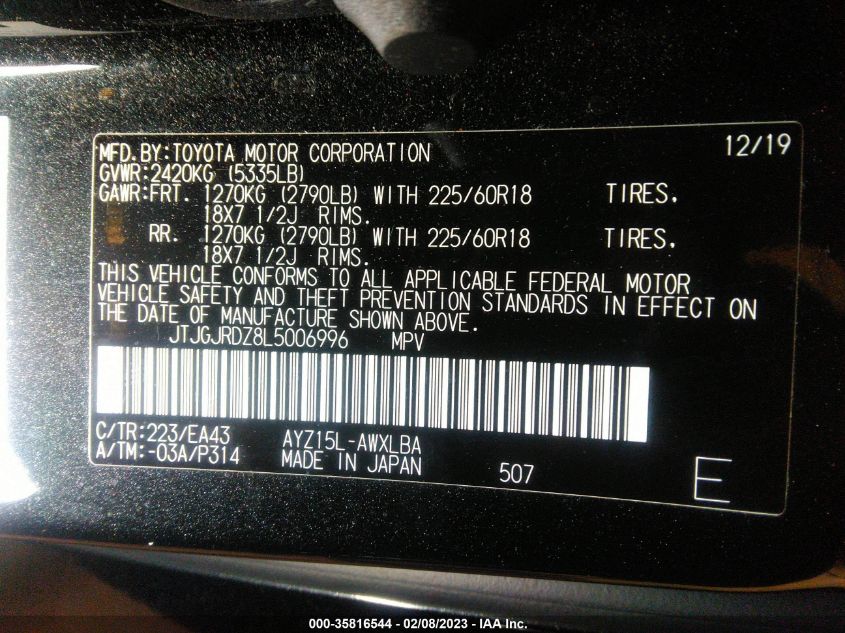 12/19
MFD.BY:TOYOTA MOTOR CORPORATION
GVWR:2420KG (5335LB)
GAWR:FRT. 1270KG (2790LB) WITH 225/60R18 TIRES.
18X7 1/2J RIMS.
RR. 1270KG (2790LB) WITH 225/60R18 TIRES.
18X7 1/2J RIMS.
THIS VEHICLE CONFORMS TO ALL APPLICABLE FEDERAL MOTOR
VEHICLE SAFETY AND THEFT PREVENTION STANDARDS IN EFFECT ON
THE DATE OF MANUFACTURE SHOWN ABOVE.
JTJGJRDZ8L5006996 MPV
C/TR:223/EA43 AYZ15L-AWXLBA
A/TM:-03A/P314 MADE IN JAPAN 507 E
000-35816544 — 02/08/2023 — IAA Inc.